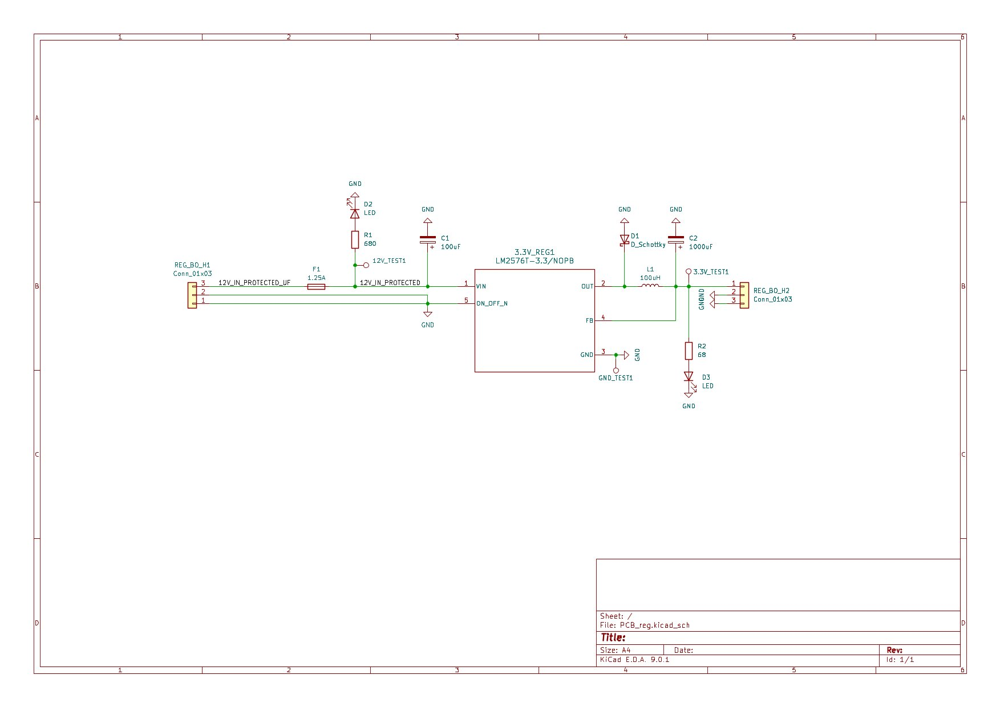 1 2 3 4 5 6
A A
GND
D2
LED
GND
GND
GND
R1
680
C1
100uF
D1
D_Schottky
C2
1000uF
12V_TEST1
3.3V_REG1
LM2576T-3.3/NOPB
REG_BO_H1
Conn_01x03
F1
1.25A
L1
100uH
3.3V_TEST1
B B
3
2
1
12V_IN_PROTECTED_UF
12V_IN_PROTECTED
1
VIN
5
ON_OFF_N
OUT
2
FB
4
GND
3
GND
1
2
3
GND
GND
REG_BO_H2
Conn_01x03
GND
GND_TEST1
R2
68
D3
LED
GND
C C
D D
Sheet: /
File: PCB_reg.kicad_sch
Title:
Size: A4 Date: Rev:
KiCad E.D.A. 9.0.1 Id: 1/1
1 2 3 4 5 6